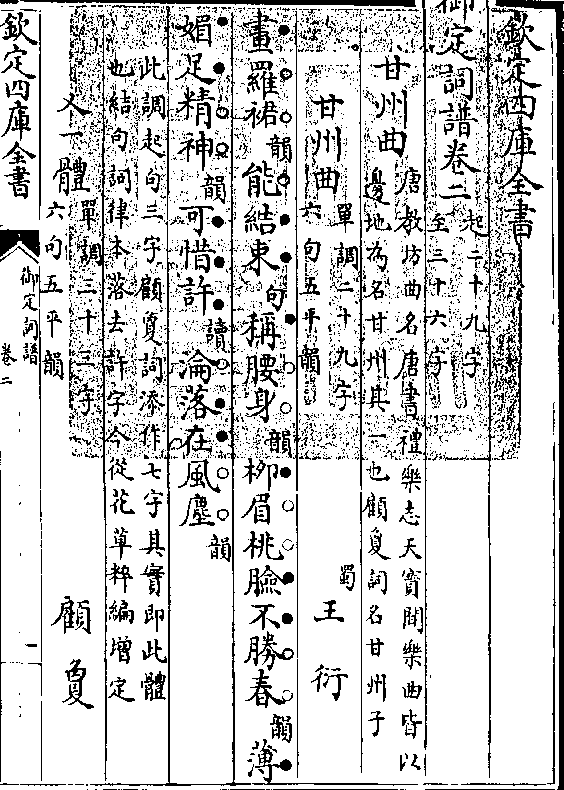 欽定四庫全書
御定詞譜卷二 起二十九字至三十六字
甘州曲 唐教坊曲名唐書禮樂志天寶間樂曲皆以邊地為名甘州其一也顧夐詞名甘州子
甘州曲 單調二十九字六句五平韻 蜀 王衍
畫羅裙 韻 能結束 句 稱腰身 韻 柳眉桃臉不勝春 韻 薄
媚足精神 韻 可惜許 讀 淪落在風塵 韻
此調起句三字顧夐詞添作七字其實即此體
也結句詞律本落去許字今從花草粹編增定
又一體 單調三十三字六句五平韻 顧夐
欽定四庫全書 御定詞譜 卷二 一